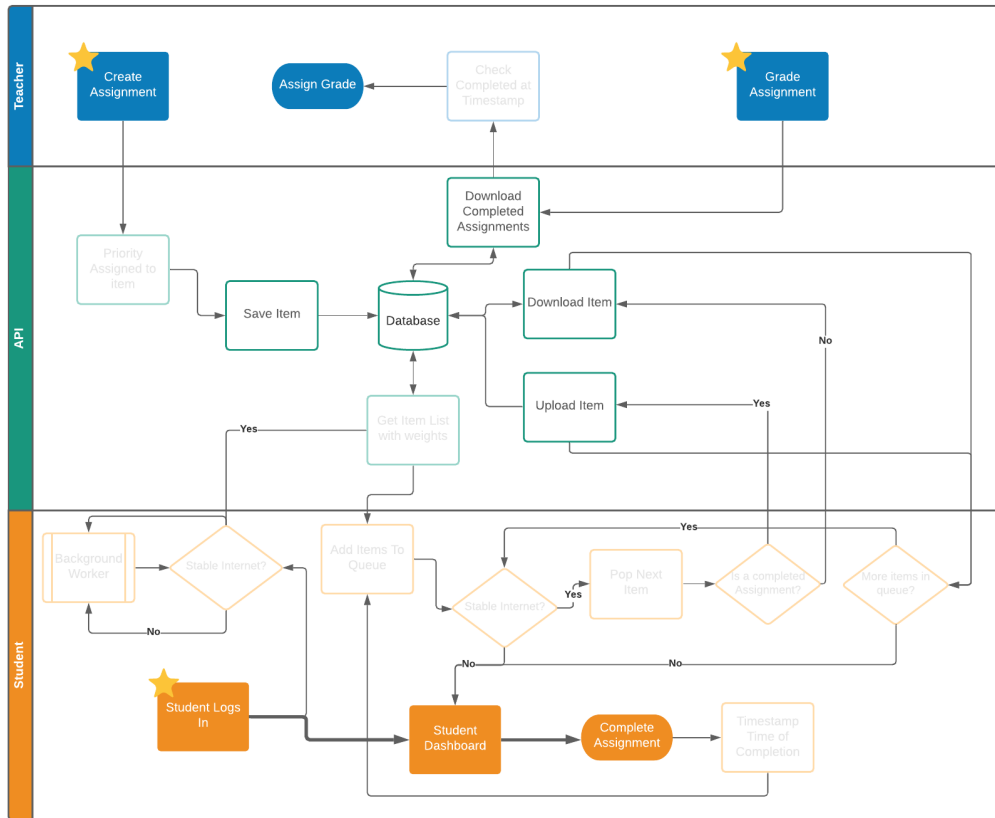 Teacher
Create
Assignment
Assign Grade
Check
Completed at
Timestamp
Grade
Assignment
API
Download
Completed
Assignments
Priority
Assigned to
item
Save Item
Database
Download Item
No
Upload Item
Yes
Get Item List
with weights
Yes
Student
Background
Worker
Stable Internet?
No
Add Items To
Queue
Stable Internet?
Yes
Pop Next
Item
Is a completed
Assignment?
Yes
More items in
queue?
No
No
Student Logs
In
Student
Dashboard
Complete
Assignment
Timestamp
Time of
Completion